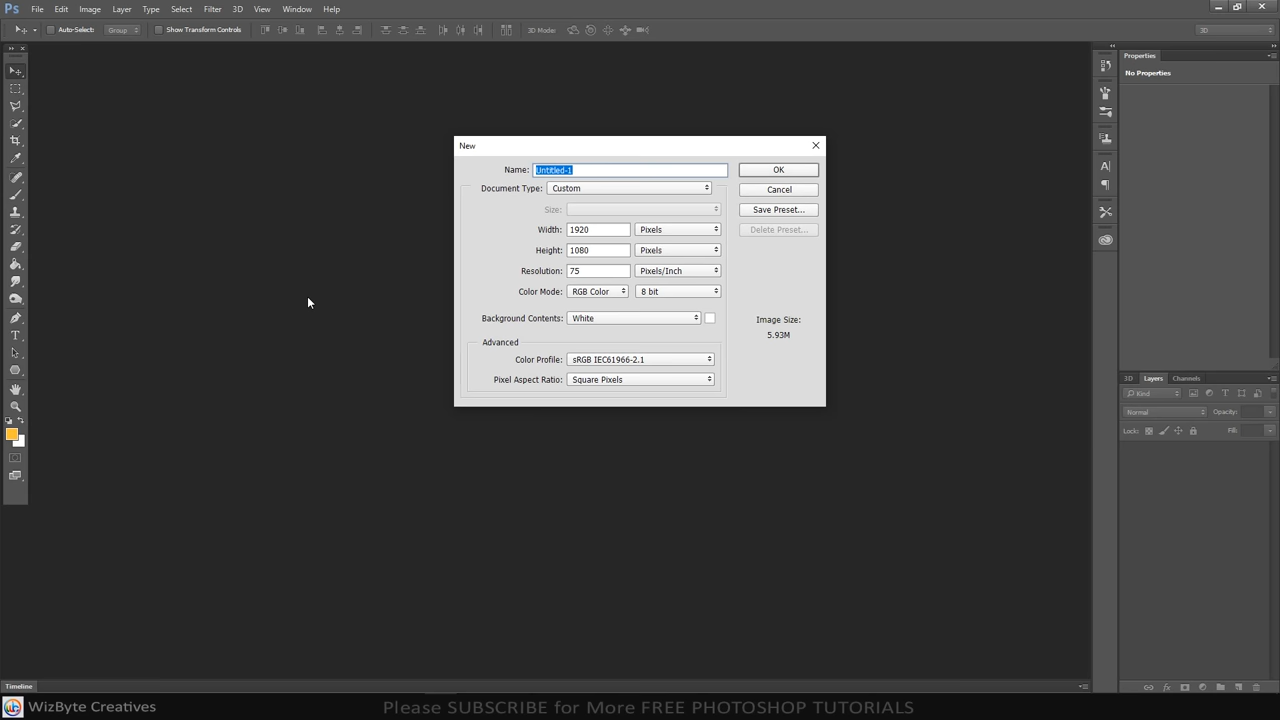 Ps File Edit Image Layer Type Select Filter 3D View Window Help
Auto-Select: Group Show Transform Controls 3D Mode: 3D
Properties
No Properties
New
Name: Untitled-1 OK
Document Type: Custom Cancel
Size: Save Preset...
Width: 1920 Pixels Delete Preset...
Height: 1080 Pixels
Resolution: 75 Pixels/Inch
Color Mode: RGB Color 8 bit
Background Contents: White
Image Size:
5.93M
Advanced
Color Profile: sRGB IEC61966-2.1
Pixel Aspect Ratio: Square Pixels
3D Layers Channels
Kind
Normal Opacity:
Lock: Fill:
Timeline
WizByte Creatives Please SUBSCRIBE for More FREE PHOTOSHOP TUTORIALS